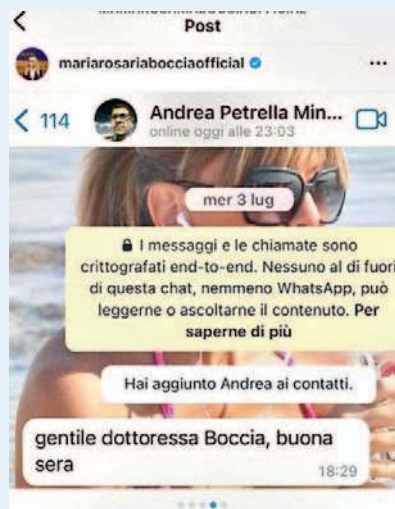 Post
mariarosariabocciaofficial
114
Andrea Petrella Min...
online oggi alle 23:03
mer 3 lug
I messaggi e le chiamate sono
crittografati end-to-end. Nessuno al di fuori
di questa chat, nemmeno WhatsApp, può
leggerne o ascoltarne il contenuto. Per
saperne di più
Hai aggiunto Andrea ai contatti.
gentile dottoressa Boccia, buona
sera
18:29